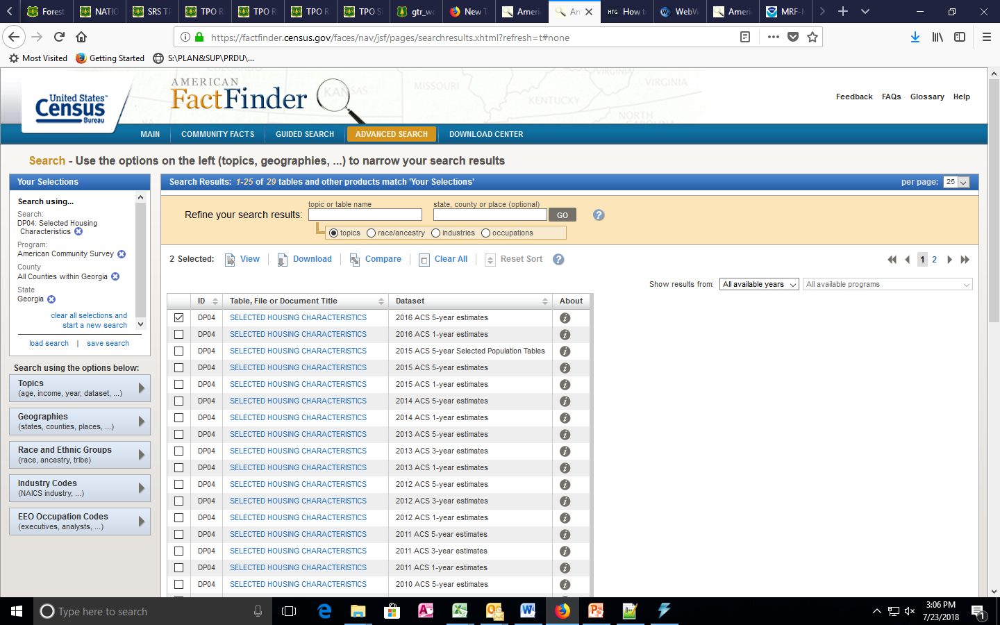 Forest
NATIO
SRS TP
TPO R
TPO R
TPO R
TPO S
gtr_wo
New T
Ameri
Am
How t
WebW
Ameri
MRF-I
https://factfinder.census.gov/faces/nav/jsf/pages/searchresults.xhtml?refresh=t#none
Most Visited Getting Started S:\PLAN&SUP\PRDU\...
United States™
Census
Bureau
AMERICAN
FactFinder
COLORADO
KANSAS
MISSOURI
KENTUCKY
VIRGINIA
VIRGINIA
NORTH
CAROLINA
Feedback FAQs Glossary Help
MAIN COMMUNITY FACTS GUIDED SEARCH ADVANCED SEARCH DOWNLOAD CENTER
Search - Use the options on the left (topics, geographies, ...) to narrow your search results
Your Selections
Search using...
Search:
DP04: Selected Housing
Characteristics
Program:
American Community Survey
County
All Counties within Georgia
State
Georgia
clear all selections and
start a new search
load search | save search
Search using the options below:
Topics
(age, income, year, dataset, ...)
Geographies
(states, counties, places, ...)
Race and Ethnic Groups
(race, ancestry, tribe)
Industry Codes
(NAICS industry, ...)
EEO Occupation Codes
(executives, analysts, ...)
Search Results: 1-25 of 29 tables and other products match 'Your Selections'
per page: 25
topic or table name state, county or place (optional)
Refine your search results: GO
topics race/ancestry industries occupations
2 Selected: View Download Compare Clear All Reset Sort
1 2
Show results from: All available years All available programs
ID Table, File or Document Title Dataset About
DP04 SELECTED HOUSING CHARACTERISTICS 2016 ACS 5-year estimates
DP04 SELECTED HOUSING CHARACTERISTICS 2016 ACS 1-year estimates
DP04 SELECTED HOUSING CHARACTERISTICS 2015 ACS 5-year Selected Population Tables
DP04 SELECTED HOUSING CHARACTERISTICS 2015 ACS 5-year estimates
DP04 SELECTED HOUSING CHARACTERISTICS 2015 ACS 1-year estimates
DP04 SELECTED HOUSING CHARACTERISTICS 2014 ACS 5-year estimates
DP04 SELECTED HOUSING CHARACTERISTICS 2014 ACS 1-year estimates
DP04 SELECTED HOUSING CHARACTERISTICS 2013 ACS 5-year estimates
DP04 SELECTED HOUSING CHARACTERISTICS 2013 ACS 3-year estimates
DP04 SELECTED HOUSING CHARACTERISTICS 2013 ACS 1-year estimates
DP04 SELECTED HOUSING CHARACTERISTICS 2012 ACS 5-year estimates
DP04 SELECTED HOUSING CHARACTERISTICS 2012 ACS 3-year estimates
DP04 SELECTED HOUSING CHARACTERISTICS 2012 ACS 1-year estimates
DP04 SELECTED HOUSING CHARACTERISTICS 2011 ACS 5-year estimates
DP04 SELECTED HOUSING CHARACTERISTICS 2011 ACS 3-year estimates
DP04 SELECTED HOUSING CHARACTERISTICS 2011 ACS 1-year estimates
DP04 SELECTED HOUSING CHARACTERISTICS 2010 ACS 5-year estimates
Type here to search
3:06 PM
7/23/2018
1